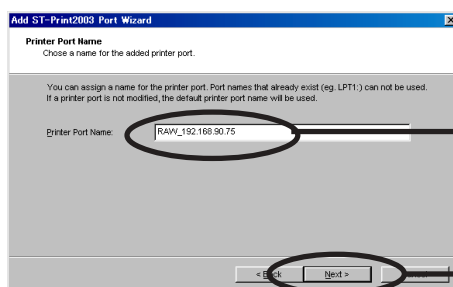 Add ST-Print2003 Port Wizard
Printer Port Name
Chose a name for the added printer port.
You can assign a name for the printer port. Port names that already exist (eg. LPT1:) can not be used.
If a printer port is not modified, the default printer port name will be used.
Printer Port Name: RAW_192.168.90.75
< Back Next >